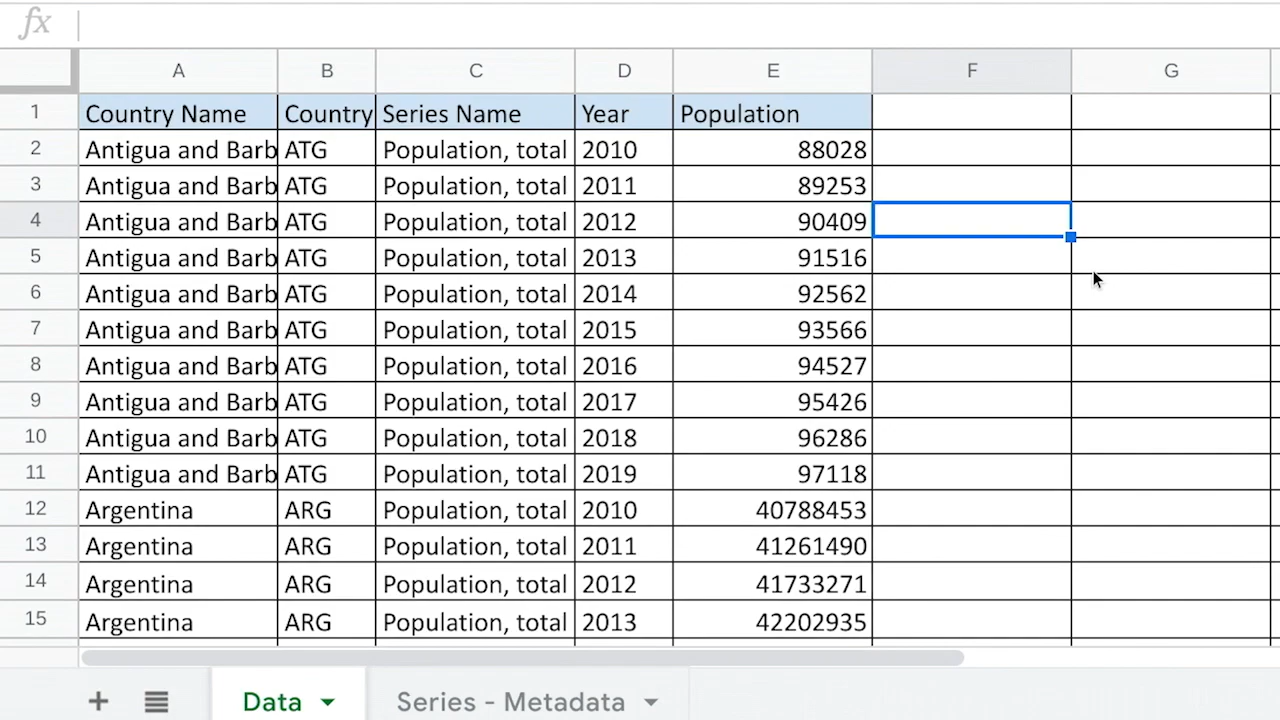 fx
A B C D E F G
1 Country Name Country Series Name Year Population
2 Antigua and Barb ATG Population, total 2010 88028
3 Antigua and Barb ATG Population, total 2011 89253
4 Antigua and Barb ATG Population, total 2012 90409
5 Antigua and Barb ATG Population, total 2013 91516
6 Antigua and Barb ATG Population, total 2014 92562
7 Antigua and Barb ATG Population, total 2015 93566
8 Antigua and Barb ATG Population, total 2016 94527
9 Antigua and Barb ATG Population, total 2017 95426
10 Antigua and Barb ATG Population, total 2018 96286
11 Antigua and Barb ATG Population, total 2019 97118
12 Argentina ARG Population, total 2010 40788453
13 Argentina ARG Population, total 2011 41261490
14 Argentina ARG Population, total 2012 41733271
15 Argentina ARG Population, total 2013 42202935
Data Series - Metadata